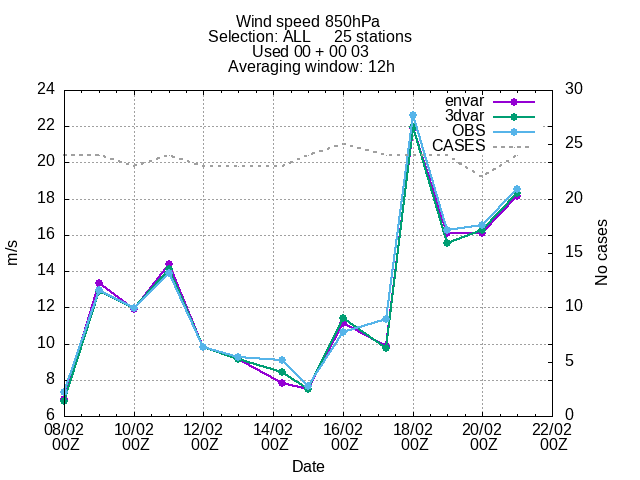 Wind speed 850hPa
Selection: ALL 25 stations
Used 00 + 00 03
Averaging window: 12h
envar
3dvar
OBS
CASES
m/s
24
22
20
18
16
14
12
10
8
6
No cases
30
25
20
15
10
5
0
08/02 10/02 12/02 14/02 16/02 18/02 20/02 22/02
00Z 00Z 00Z 00Z 00Z 00Z 00Z 00Z
Date